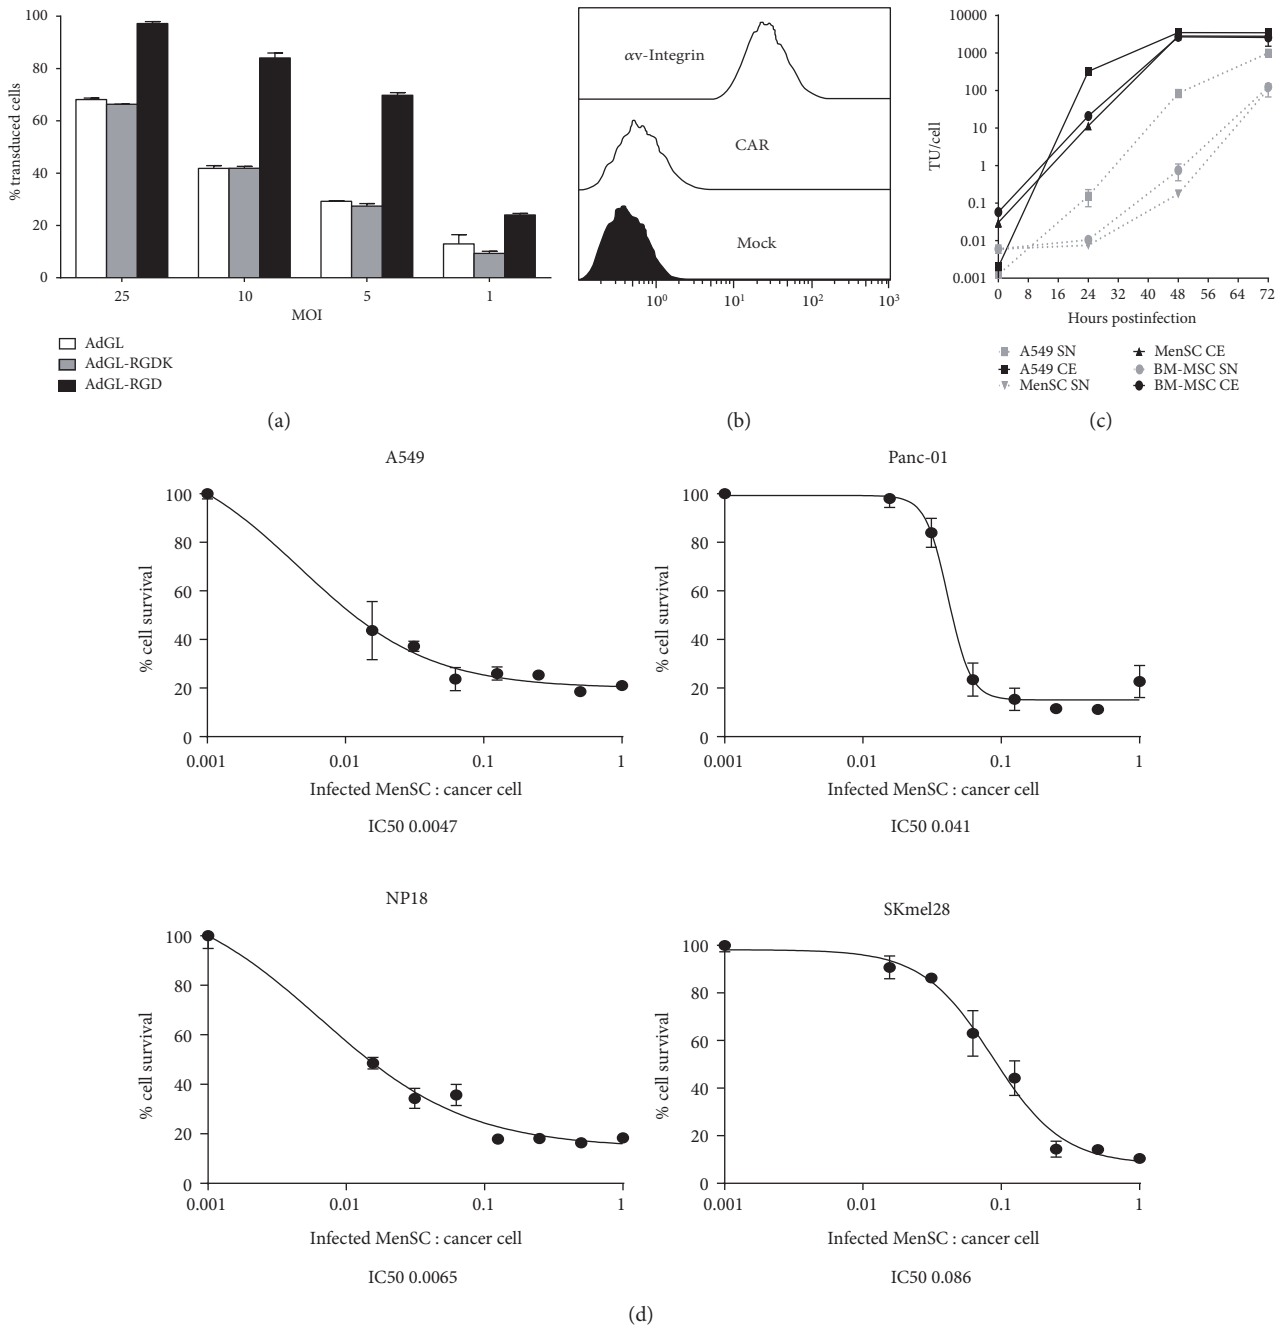 100
80
60
40
20
0
% transduced cells
25
10
5
1
MOI
AdGL
AdGL-RGDK
AdGL-RGD
(a)
αv-Integrin
CAR
Mock
10⁰
10¹
10²
10³
(b)
10000
1000
100
10
1
0.1
0.01
0.001
TU/cell
0 8 16 24 32 40 48 56 64 72
Hours postinfection
A549 SN
A549 CE
MenSC SN
MenSC CE
BM-MSC SN
BM-MSC CE
(c)
A549
100
80
60
40
20
0
% cell survival
0.001 0.01 0.1 1
Infected MenSC : cancer cell
IC50 0.0047
Panc-01
100
80
60
40
20
0
% cell survival
0.001 0.01 0.1 1
Infected MenSC : cancer cell
IC50 0.041
NP18
100
80
60
40
20
0
% cell survival
0.001 0.01 0.1 1
Infected MenSC : cancer cell
IC50 0.0065
SKmel28
100
80
60
40
20
0
% cell survival
0.001 0.01 0.1 1
Infected MenSC : cancer cell
IC50 0.086
(d)